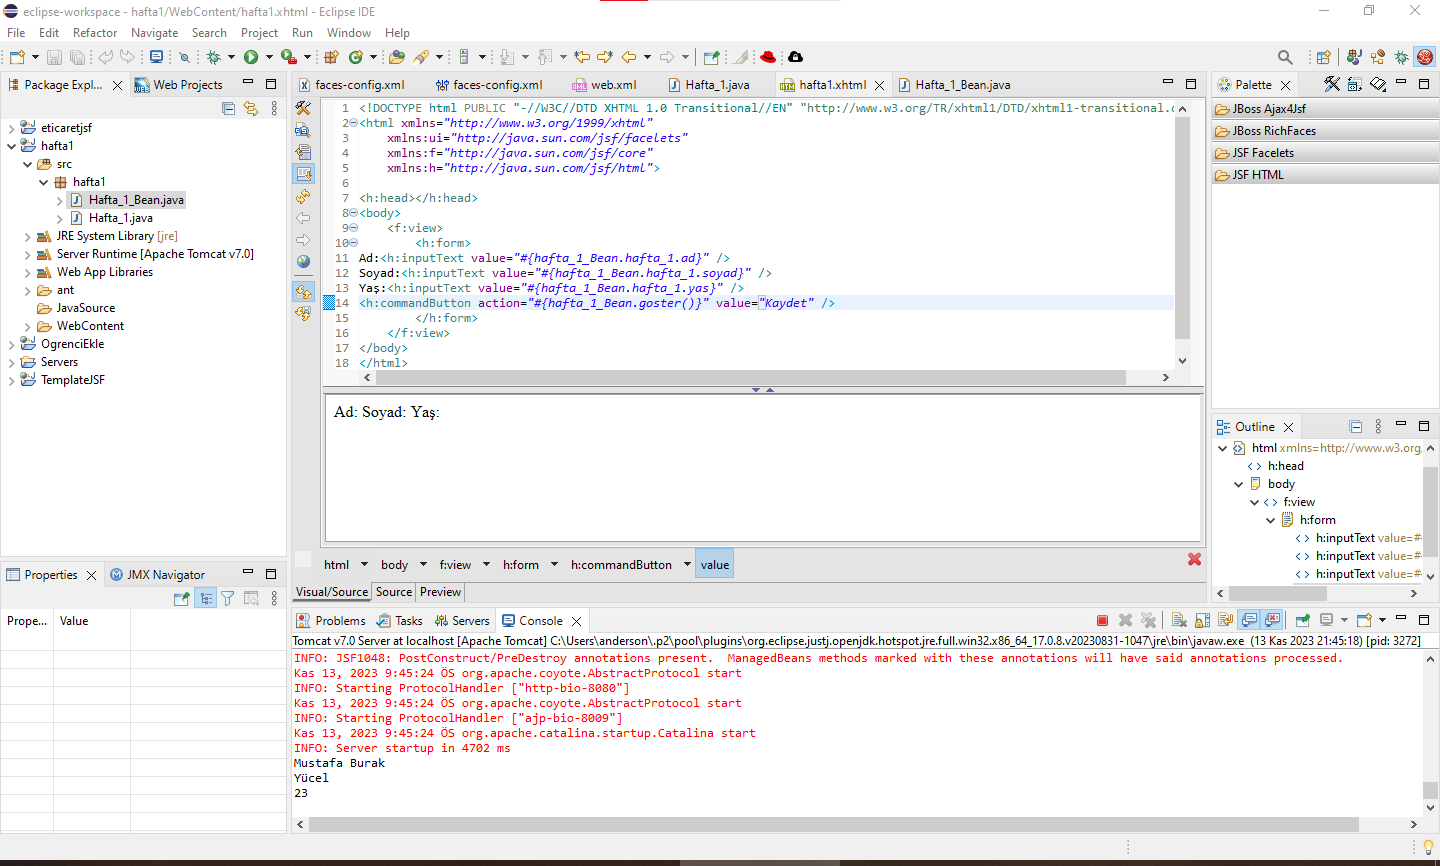 eclipse-workspace - hafta1/WebContent/hafta1.xhtml - Eclipse IDE
File Edit Refactor Navigate Search Project Run Window Help
Package Expl...
Web Projects
eticaretjsf
hafta1
src
hafta1
Hafta_1_Bean.java
Hafta_1.java
JRE System Library [jre]
Server Runtime [Apache Tomcat v7.0]
Web App Libraries
ant
JavaSource
WebContent
OgrenciEkle
Servers
TemplateJSF
Properties
JMX Navigator
Prope... Value
faces-config.xml
faces-config.xml
web.xml
Hafta_1.java
hafta1.xhtml
Hafta_1_Bean.java
1 <!DOCTYPE html PUBLIC "-//W3C//DTD XHTML 1.0 Transitional//EN" "http://www.w3.org/TR/xhtml1/DTD/xhtml1-transitional.
2 <html xmlns="http://www.w3.org/1999/xhtml"
3 xmlns:ui="http://java.sun.com/jsf/facelets"
4 xmlns:f="http://java.sun.com/jsf/core"
5 xmlns:h="http://java.sun.com/jsf/html">
6
7 <h:head></h:head>
8 <body>
9 <f:view>
10 <h:form>
11 Ad:<h:inputText value="#{hafta_1_Bean.hafta_1.ad}" />
12 Soyad:<h:inputText value="#{hafta_1_Bean.hafta_1.soyad}" />
13 Yaş:<h:inputText value="#{hafta_1_Bean.hafta_1.yas}" />
14 <h:commandButton action="#{hafta_1_Bean.goster()}" value="Kaydet" />
15 </h:form>
16 </f:view>
17 </body>
18 </html>
Ad: Soyad: Yaş:
html body f:view h:form h:commandButton value
Visual/Source Source Preview
Problems Tasks Servers Console
Tomcat v7.0 Server at localhost [Apache Tomcat] C:\Users\anderson\.p2\pool\plugins\org.eclipse.justj.openjdk.hotspot.jre.full.win32.x86_64_17.0.8.v20230831-1047\jre\bin\javaw.exe (13 Kas 2023 21:45:18) [pid: 3272]
INFO: JSF1048: PostConstruct/PreDestroy annotations present. ManagedBeans methods marked with these annotations will have said annotations processed.
Kas 13, 2023 9:45:24 ÖS org.apache.coyote.AbstractProtocol start
INFO: Starting ProtocolHandler ["http-bio-8080"]
Kas 13, 2023 9:45:24 ÖS org.apache.coyote.AbstractProtocol start
INFO: Starting ProtocolHandler ["ajp-bio-8009"]
Kas 13, 2023 9:45:24 ÖS org.apache.catalina.startup.Catalina start
INFO: Server startup in 4702 ms
Mustafa Burak
Yücel
23
Palette
JBoss Ajax4Jsf
JBoss RichFaces
JSF Facelets
JSF HTML
Outline
html xmlns=http://www.w3.org,
h:head
body
f:view
h:form
h:inputText value=#
h:inputText value=#
h:inputText value=#